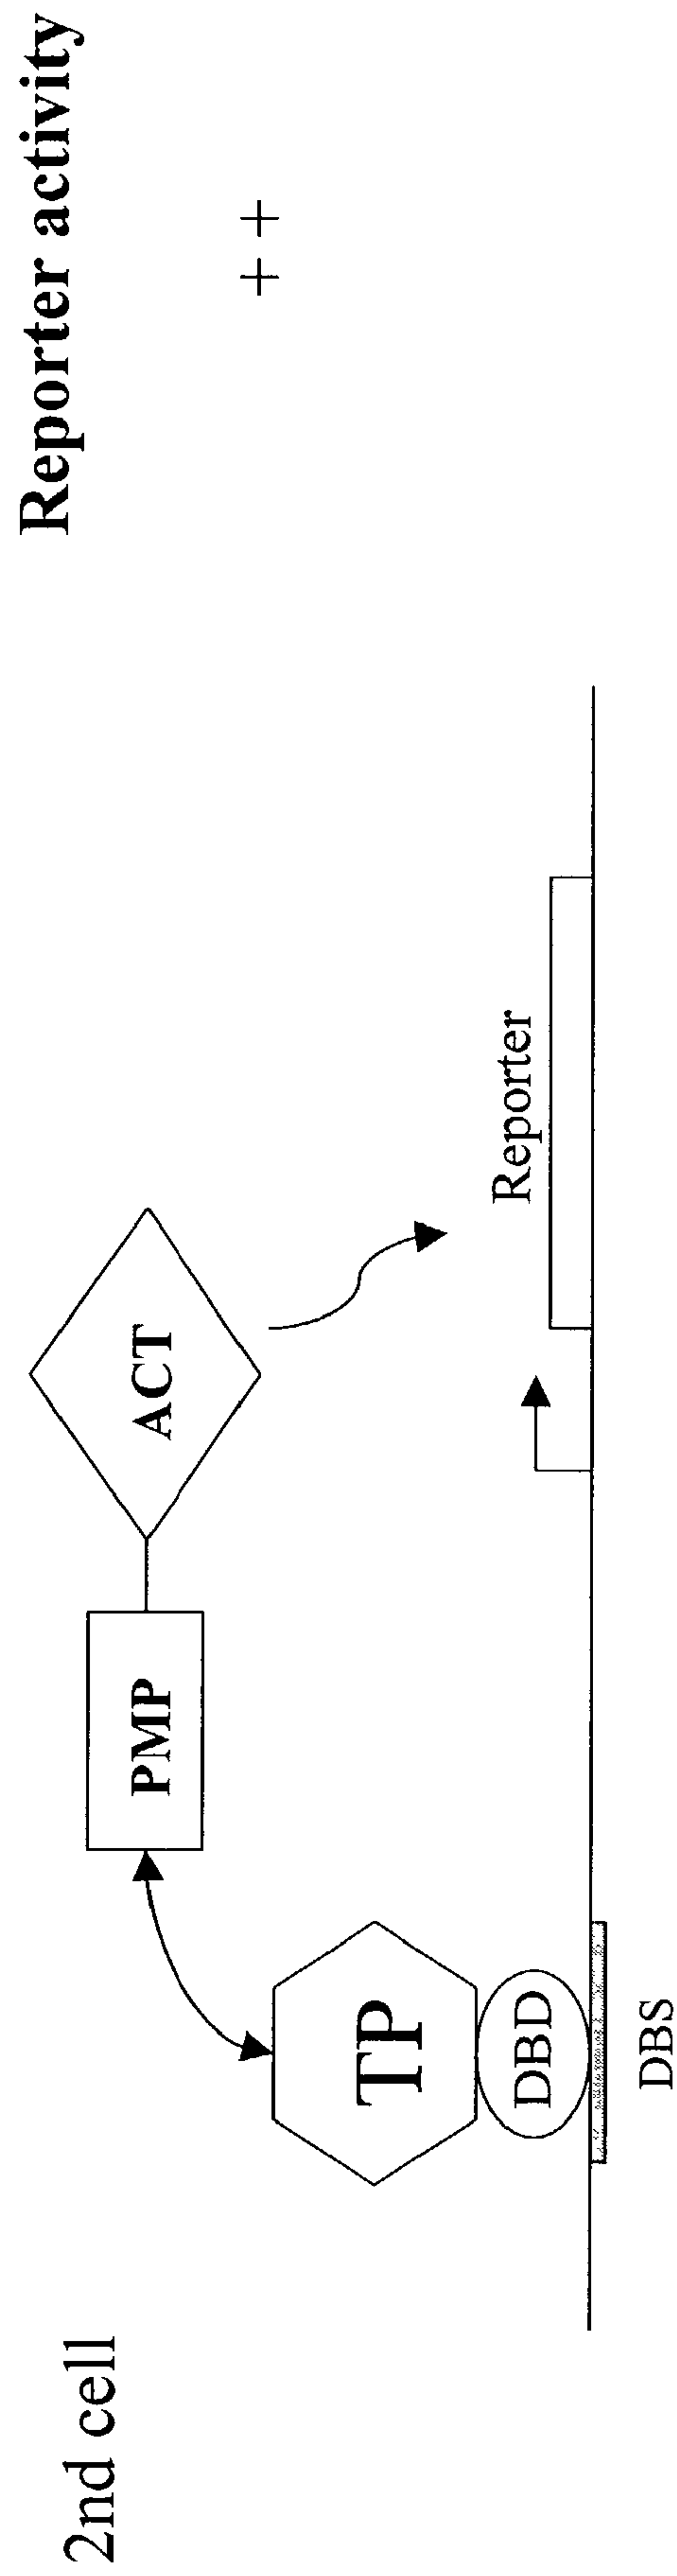 2nd cell
Reporter activity
PMP
ACT
+ +
TP
DBD
Reporter
DBS